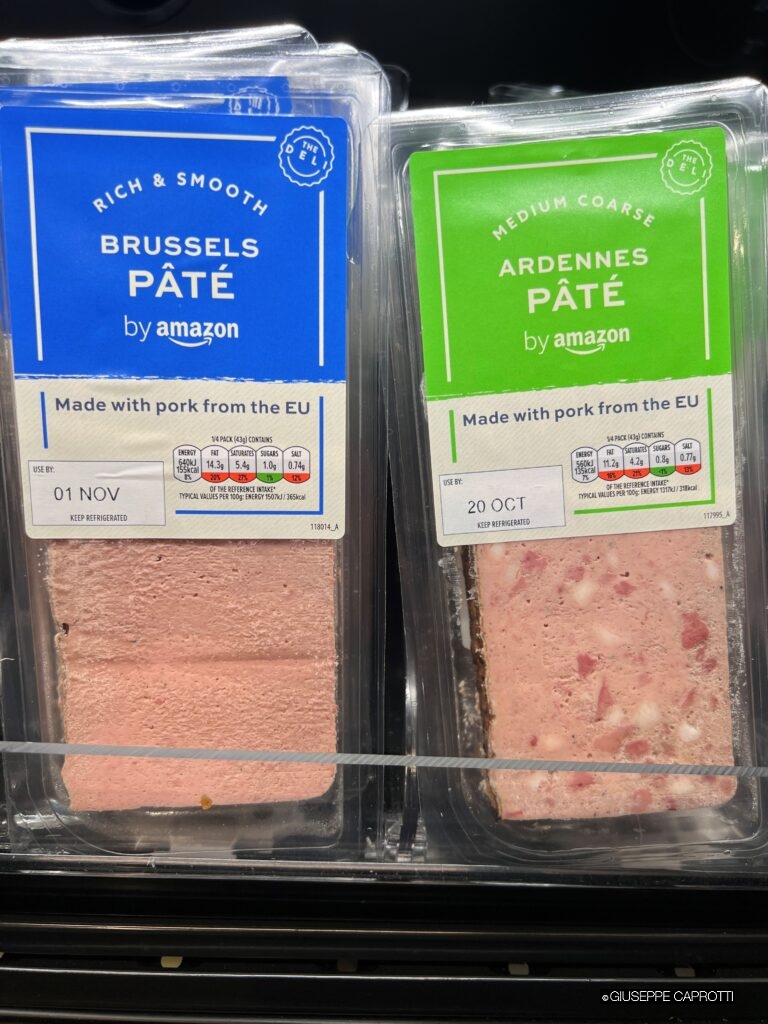 THE
DELI
RICH & SMOOTH
BRUSSELS
PÂTÉ
by amazon
Made with pork from the EU
1/4 PACK (43g) CONTAINS
ENERGY FAT SATURATES SUGARS SALT
640kJ
155kcal 14.3g 5.4g 1.0g 0.74g
8% 20% 27% 1% 12%
OF THE REFERENCE INTAKE*
TYPICAL VALUES PER 100g: ENERGY 1507kJ / 365kcal
USE BY:
01 NOV
KEEP REFRIGERATED
118014_A
THE
DELI
MEDIUM COARSE
ARDENNES
PÂTÉ
by amazon
Made with pork from the EU
1/4 PACK (43g) CONTAINS
ENERGY FAT SATURATES SUGARS SALT
560kJ
135kcal 11.2g 4.2g 0.8g 0.77g
7% 16% 21% <1% 13%
OF THE REFERENCE INTAKE*
TYPICAL VALUES PER 100g: ENERGY 1317kJ / 318kcal
USE BY:
20 OCT
KEEP REFRIGERATED
117995_A
©GIUSEPPE CAPROTTI